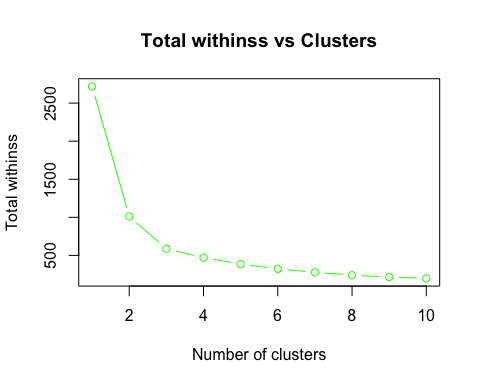 Total withinss vs Clusters
Total withinss
2500
1500
500
2 4 6 8 10
Number of clusters